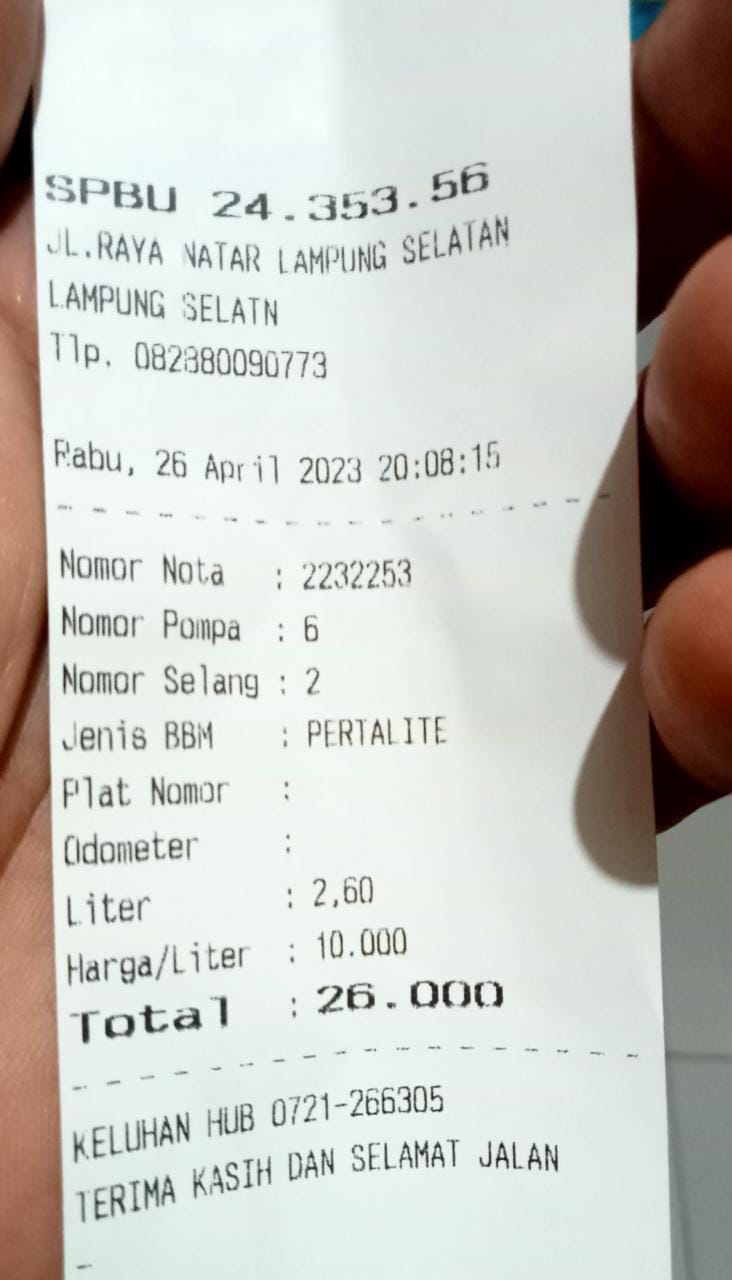 SPBU 24.353.56
JL.RAYA NATAR LAMPUNG SELATAN
LAMPUNG SELATN
Tlp. 082380090773
Rabu, 26 April 2023 20:08:15
Nomor Nota : 2232253
Nomor Pompa : 6
Nomor Selang : 2
Jenis BBM : PERTALITE
Plat Nomor :
Odometer :
Liter : 2,60
Harga/Liter : 10.000
Total : 26.000
KELUHAN HUB 0721-266305
TERIMA KASIH DAN SELAMAT JALAN